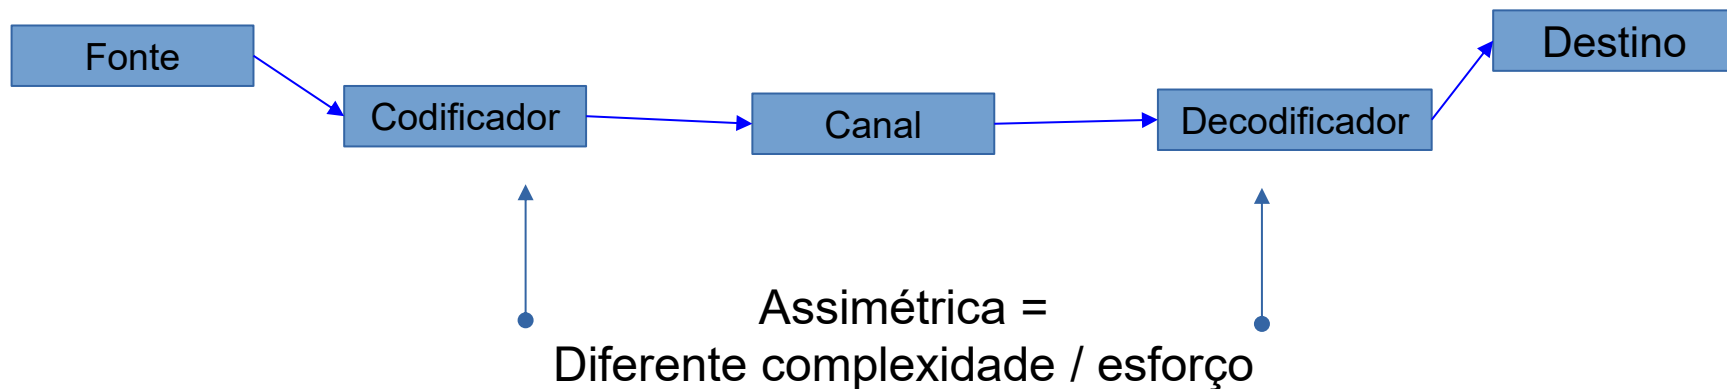 Fonte
Codificador
Canal
Decodificador
Destino
Assimétrica =
Diferente complexidade / esforço